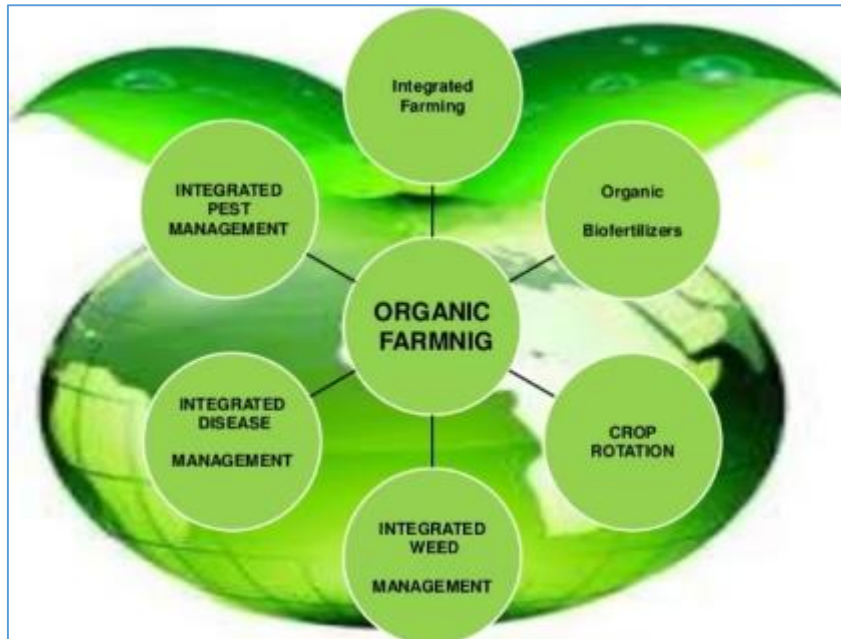 Integrated
Farming
Organic
Biofertilizers
CROP
ROTATION
INTEGRATED
WEED
MANAGEMENT
INTEGRATED
DISEASE
MANAGEMENT
INTEGRATED
PEST
MANAGEMENT
ORGANIC
FARMNIG